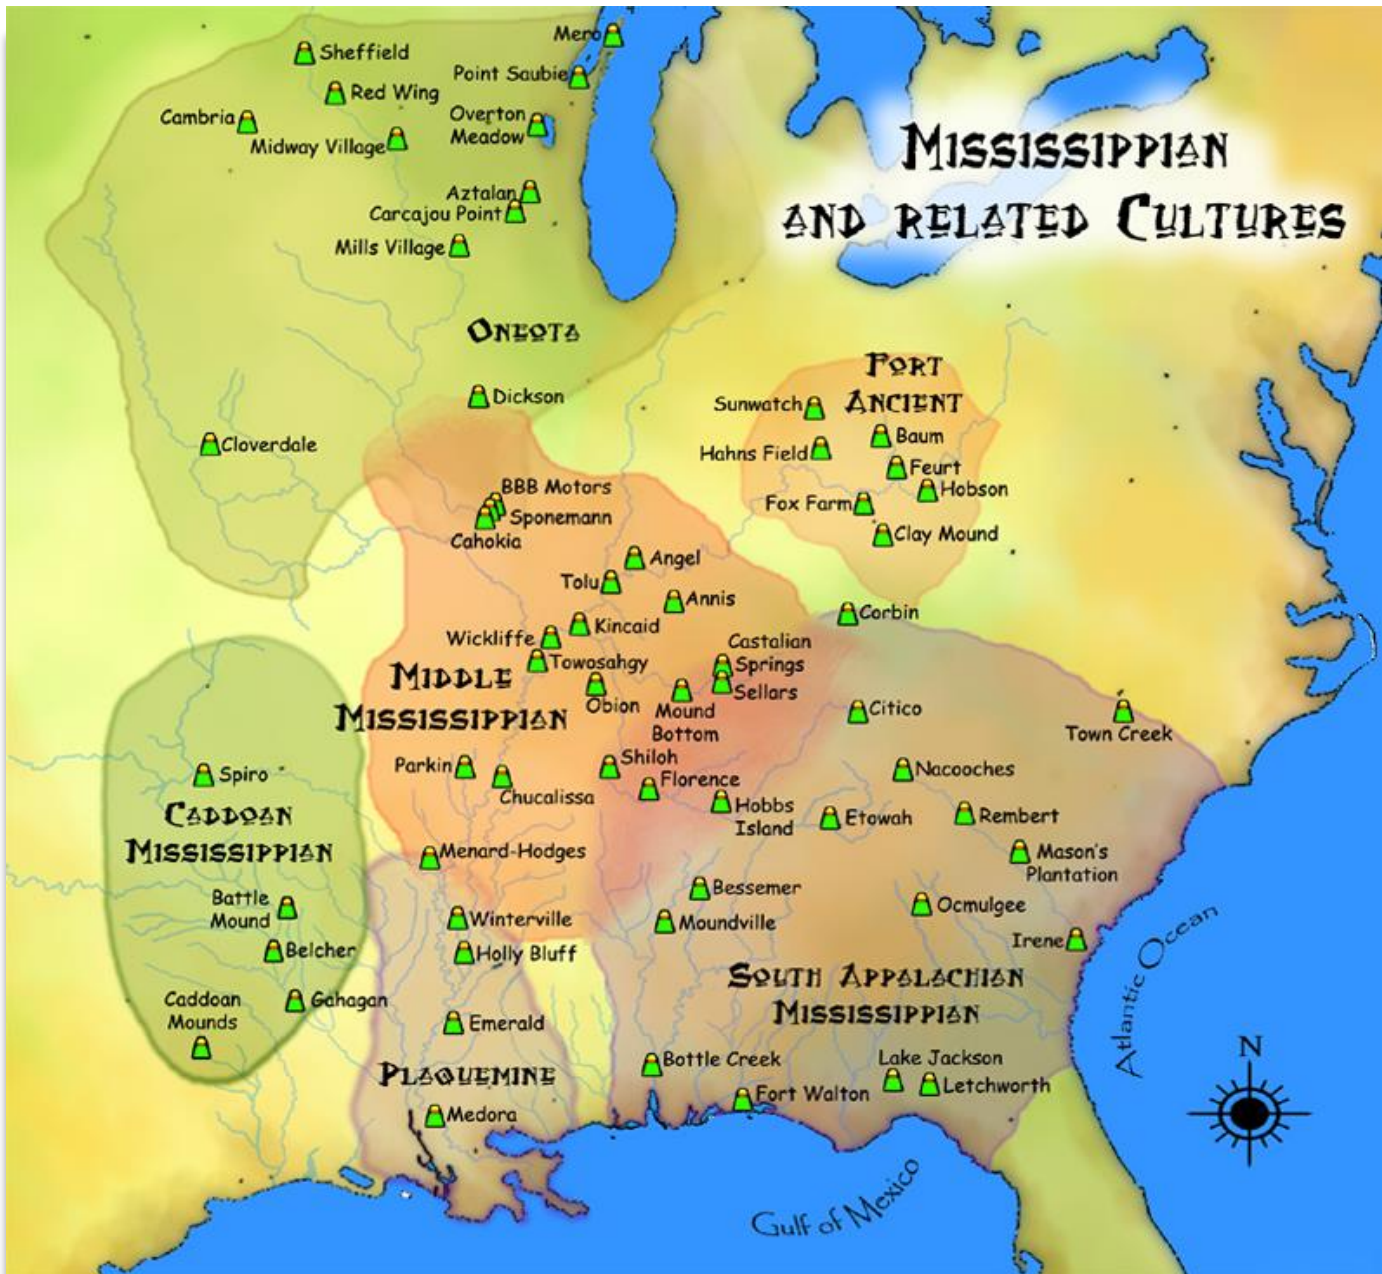 Mississippian
and related Cultures
Mero
Sheffield
Point Saubie
Red Wing
Cambria
Overton
Meadow
Midway Village
Aztalan
Carcajou Point
Mills Village
Oneota
Dickson
Cloverdale
Fort
Ancient
Sunwatch
Baum
Hahns Field
Feurt
Hobson
Fox Farm
Clay Mound
BBB Motors
Sponemann
Cahokia
Angel
Tolu
Annis
Corbin
Kincaid
Wickliffe
Castalian
Springs
Towosahgy
Sellars
Middle
Mississippian
Obion
Mound
Bottom
Citico
Town Creek
Parkin
Shiloh
Chucalissa
Florence
Nacooches
Hobbs
Island
Etowah
Rembert
Spiro
Caddoan
Mississippian
Menard-Hodges
Mason's
Plantation
Bessemer
Battle
Mound
Winterville
Moundville
Ocmulgee
Irene
Belcher
Holly Bluff
South Appalachian
Mississippian
Caddoan
Mounds
Gahagan
Emerald
Plaquemine
Medora
Bottle Creek
Fort Walton
Lake Jackson
Letchworth
Atlantic Ocean
N
Gulf of Mexico